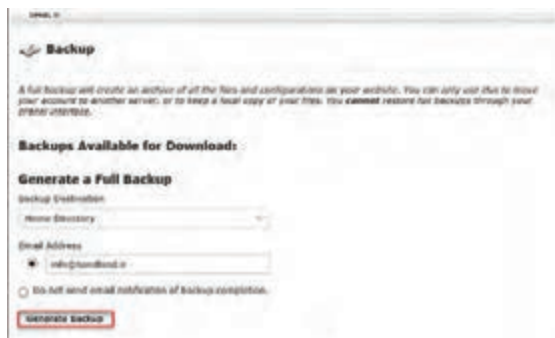 Backup
A full backup will create an archive of all the files and configurations on your website. You can only use this to move
your account to another server, or to keep a local copy of your files. You cannot restore full backups through your
cPanel interface.
Backups Available for Download:
Generate a Full Backup
Backup Destination
Home Directory
Email Address
Do not send email notification of backup completion.
Generate Backup